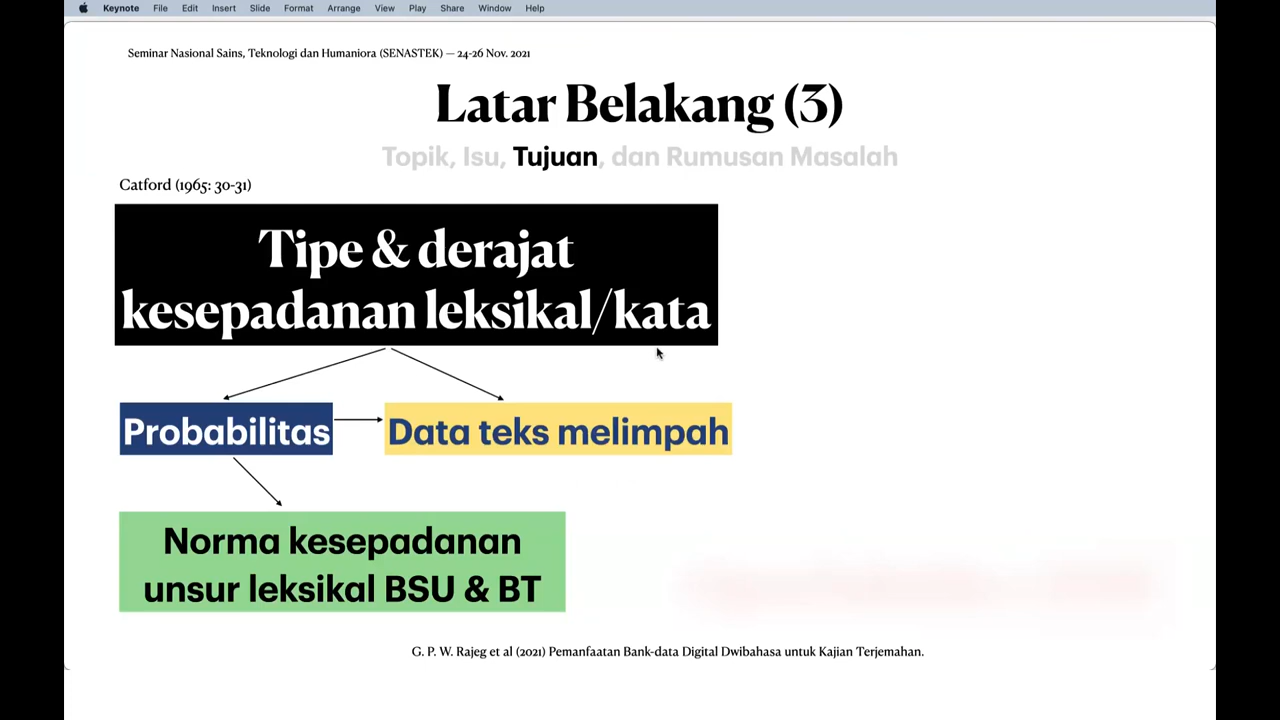 Keynote File Edit Insert Slide Format Arrange View Play Share Window Help
Seminar Nasional Sains, Teknologi dan Humaniora (SENASTEK) — 24-26 Nov. 2021
Latar Belakang (3)
Topik, Isu, Tujuan, dan Rumusan Masalah
Catford (1965: 30-31)
Tipe & derajat
kesepadanan leksikal/kata
Probabilitas
Data teks melimpah
Norma kesepadanan
unsur leksikal BSU & BT
G. P. W. Rajeg et al (2021) Pemanfaatan Bank-data Digital Dwibahasa untuk Kajian Terjemahan.